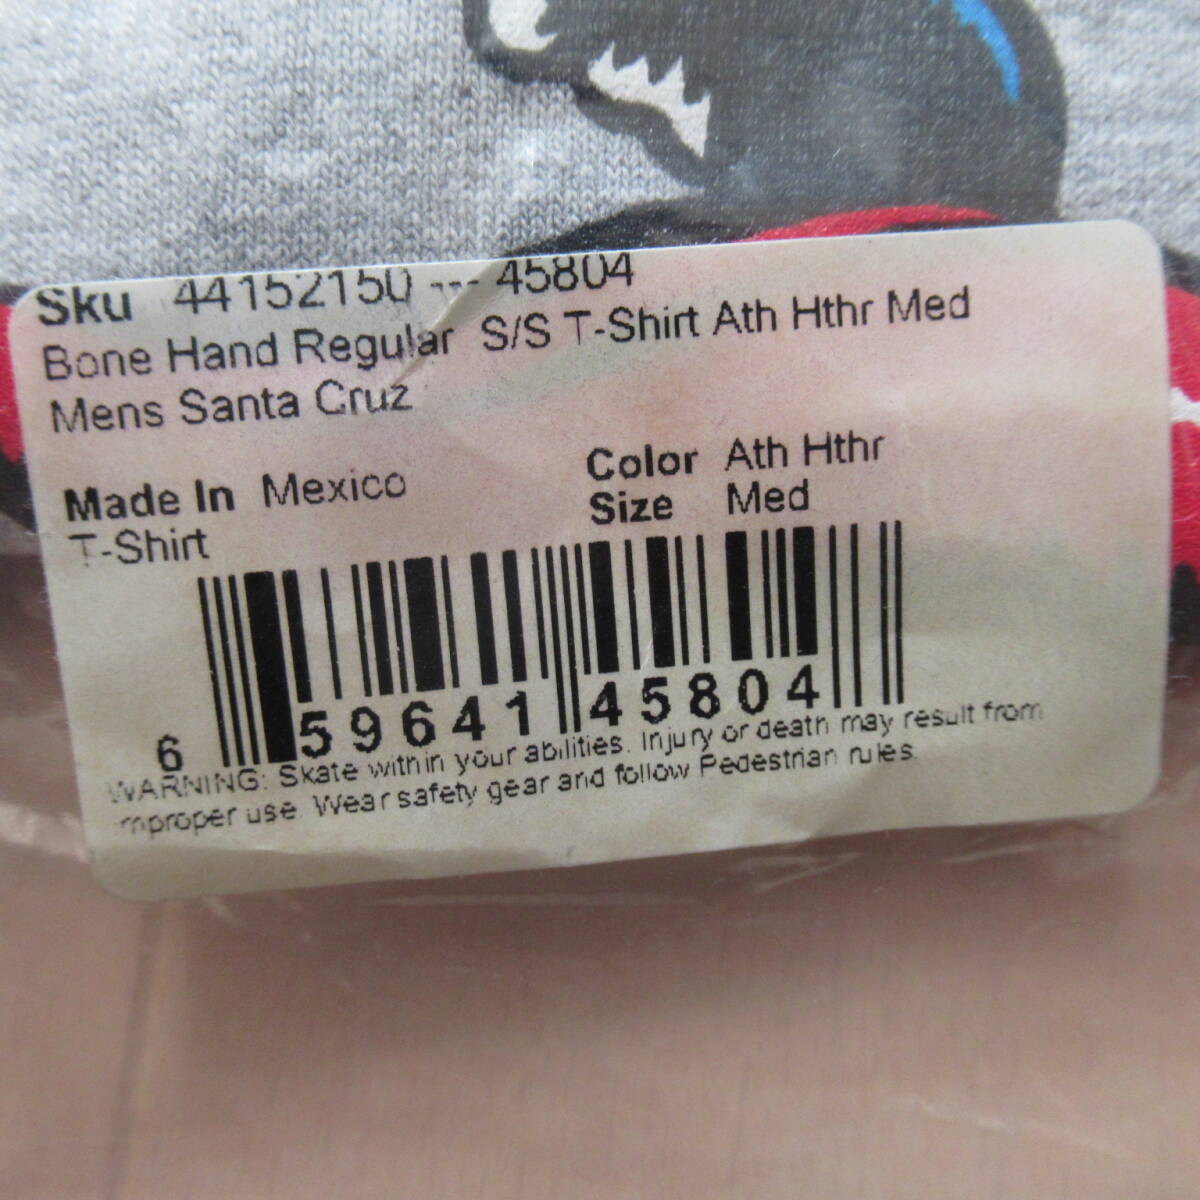 Sku 44152150 --- 45804
Bone Hand Regular S/S T-Shirt Ath Hthr Med
Mens Santa Cruz
Made In Mexico
Color Ath Hthr
T-Shirt
Size Med
6 59641 45804
WARNING: Skate within your abilities. Injury or death may result from
improper use. Wear safety gear and follow Pedestrian rules.